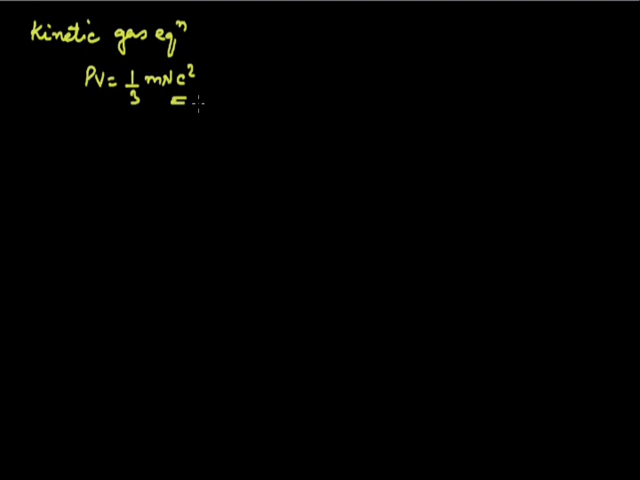 Kinetic gas eqⁿ
PV = 1/3 mNc²